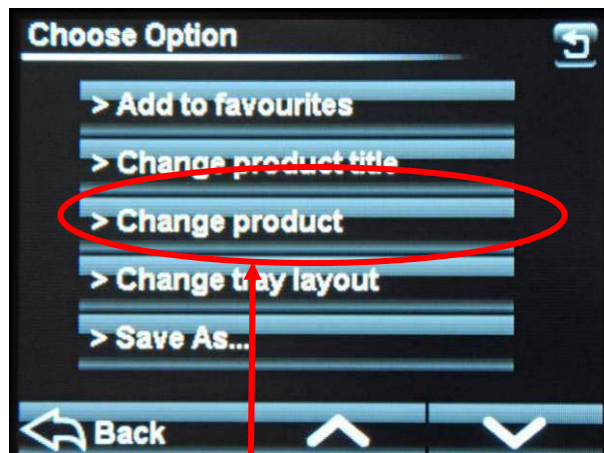 Choose Option
> Add to favourites
> Change product title
> Change product
> Change tray layout
> Save As...
Back